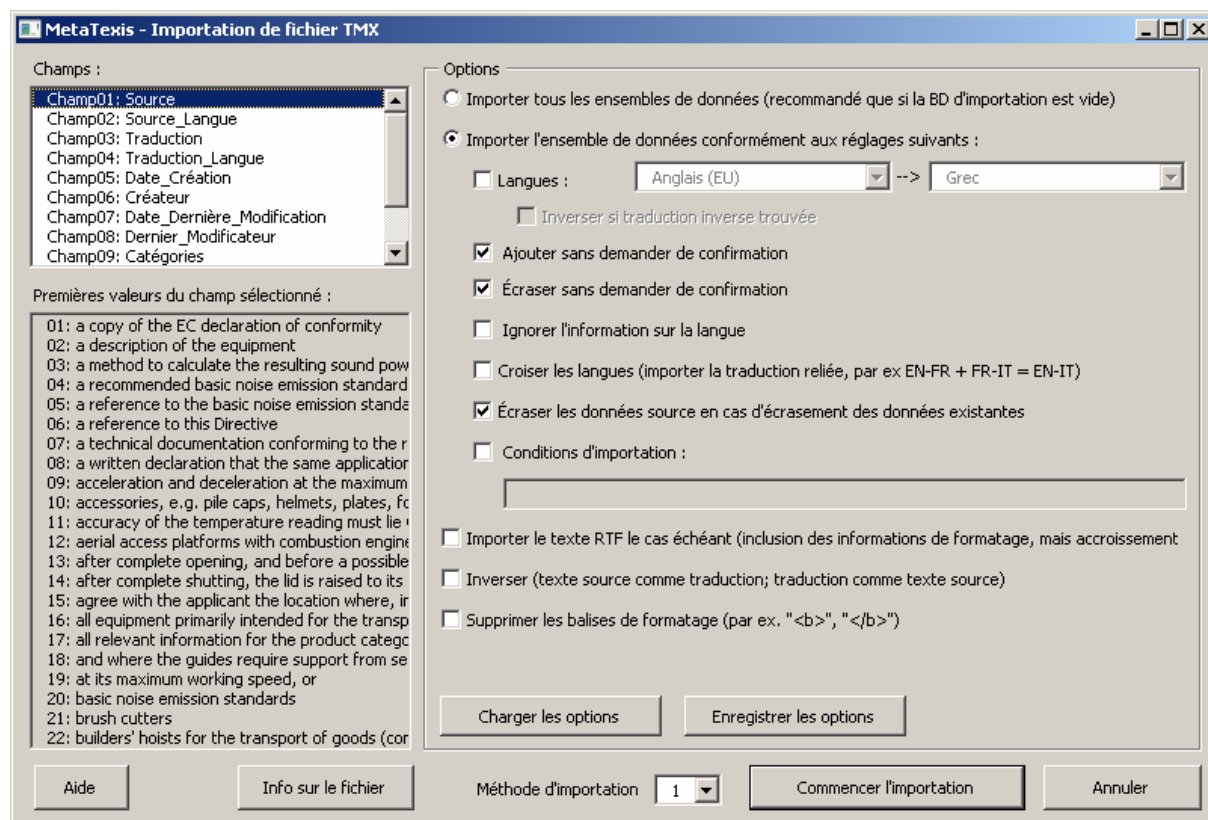 MetaTexis - Importation de fichier TMX
Champs :
Champ01: Source
Champ02: Source_Langue
Champ03: Traduction
Champ04: Traduction_Langue
Champ05: Date_Création
Champ06: Créateur
Champ07: Date_Dernière_Modification
Champ08: Dernier_Modificateur
Champ09: Catégories
Premières valeurs du champ sélectionné :
01: a copy of the EC declaration of conformity
02: a description of the equipment
03: a method to calculate the resulting sound pow
04: a recommended basic noise emission standard
05: a reference to the basic noise emission standa
06: a reference to this Directive
07: a technical documentation conforming to the r
08: a written declaration that the same application
09: acceleration and deceleration at the maximum
10: accessories, e.g. pile caps, helmets, plates, fo
11: accuracy of the temperature reading must lie
12: aerial access platforms with combustion engine
13: after complete opening, and before a possible
14: after complete shutting, the lid is raised to its
15: agree with the applicant the location where, in
16: all equipment primarily intended for the transp
17: all relevant information for the product catego
18: and where the guides require support from se
19: at its maximum working speed, or
20: basic noise emission standards
21: brush cutters
22: builders' hoists for the transport of goods (cor
Options
Importer tous les ensembles de données (recommandé que si la BD d'importation est vide)
Importer l'ensemble de données conformément aux réglages suivants :
Langues : Anglais (EU) --> Grec
Inverser si traduction inverse trouvée
Ajouter sans demander de confirmation
Écraser sans demander de confirmation
Ignorer l'information sur la langue
Croiser les langues (importer la traduction reliée, par ex EN-FR + FR-IT = EN-IT)
Écraser les données source en cas d'écrasement des données existantes
Conditions d'importation :
Importer le texte RTF le cas échéant (inclusion des informations de formatage, mais accroissement
Inverser (texte source comme traduction; traduction comme texte source)
Supprimer les balises de formatage (par ex. "<b>", "</b>")
Charger les options Enregistrer les options
Aide Info sur le fichier Méthode d'importation 1 Commencer l'importation Annuler